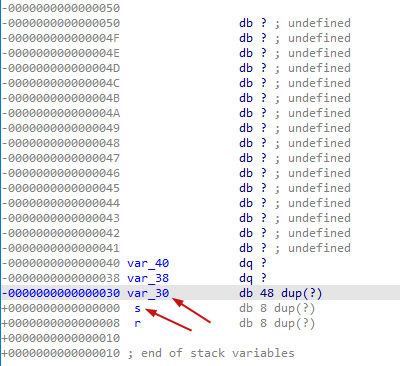 -0000000000000050
-0000000000000050 db ? ; undefined
-000000000000004F db ? ; undefined
-000000000000004E db ? ; undefined
-000000000000004D db ? ; undefined
-000000000000004C db ? ; undefined
-000000000000004B db ? ; undefined
-000000000000004A db ? ; undefined
-0000000000000049 db ? ; undefined
-0000000000000048 db ? ; undefined
-0000000000000047 db ? ; undefined
-0000000000000046 db ? ; undefined
-0000000000000045 db ? ; undefined
-0000000000000044 db ? ; undefined
-0000000000000043 db ? ; undefined
-0000000000000042 db ? ; undefined
-0000000000000041 db ? ; undefined
-0000000000000040 var_40 dq ?
-0000000000000038 var_38 dq ?
-0000000000000030 var_30 db 48 dup(?)
+0000000000000000 s db 8 dup(?)
+0000000000000008 r db 8 dup(?)
+0000000000000010
+0000000000000010 ; end of stack variables